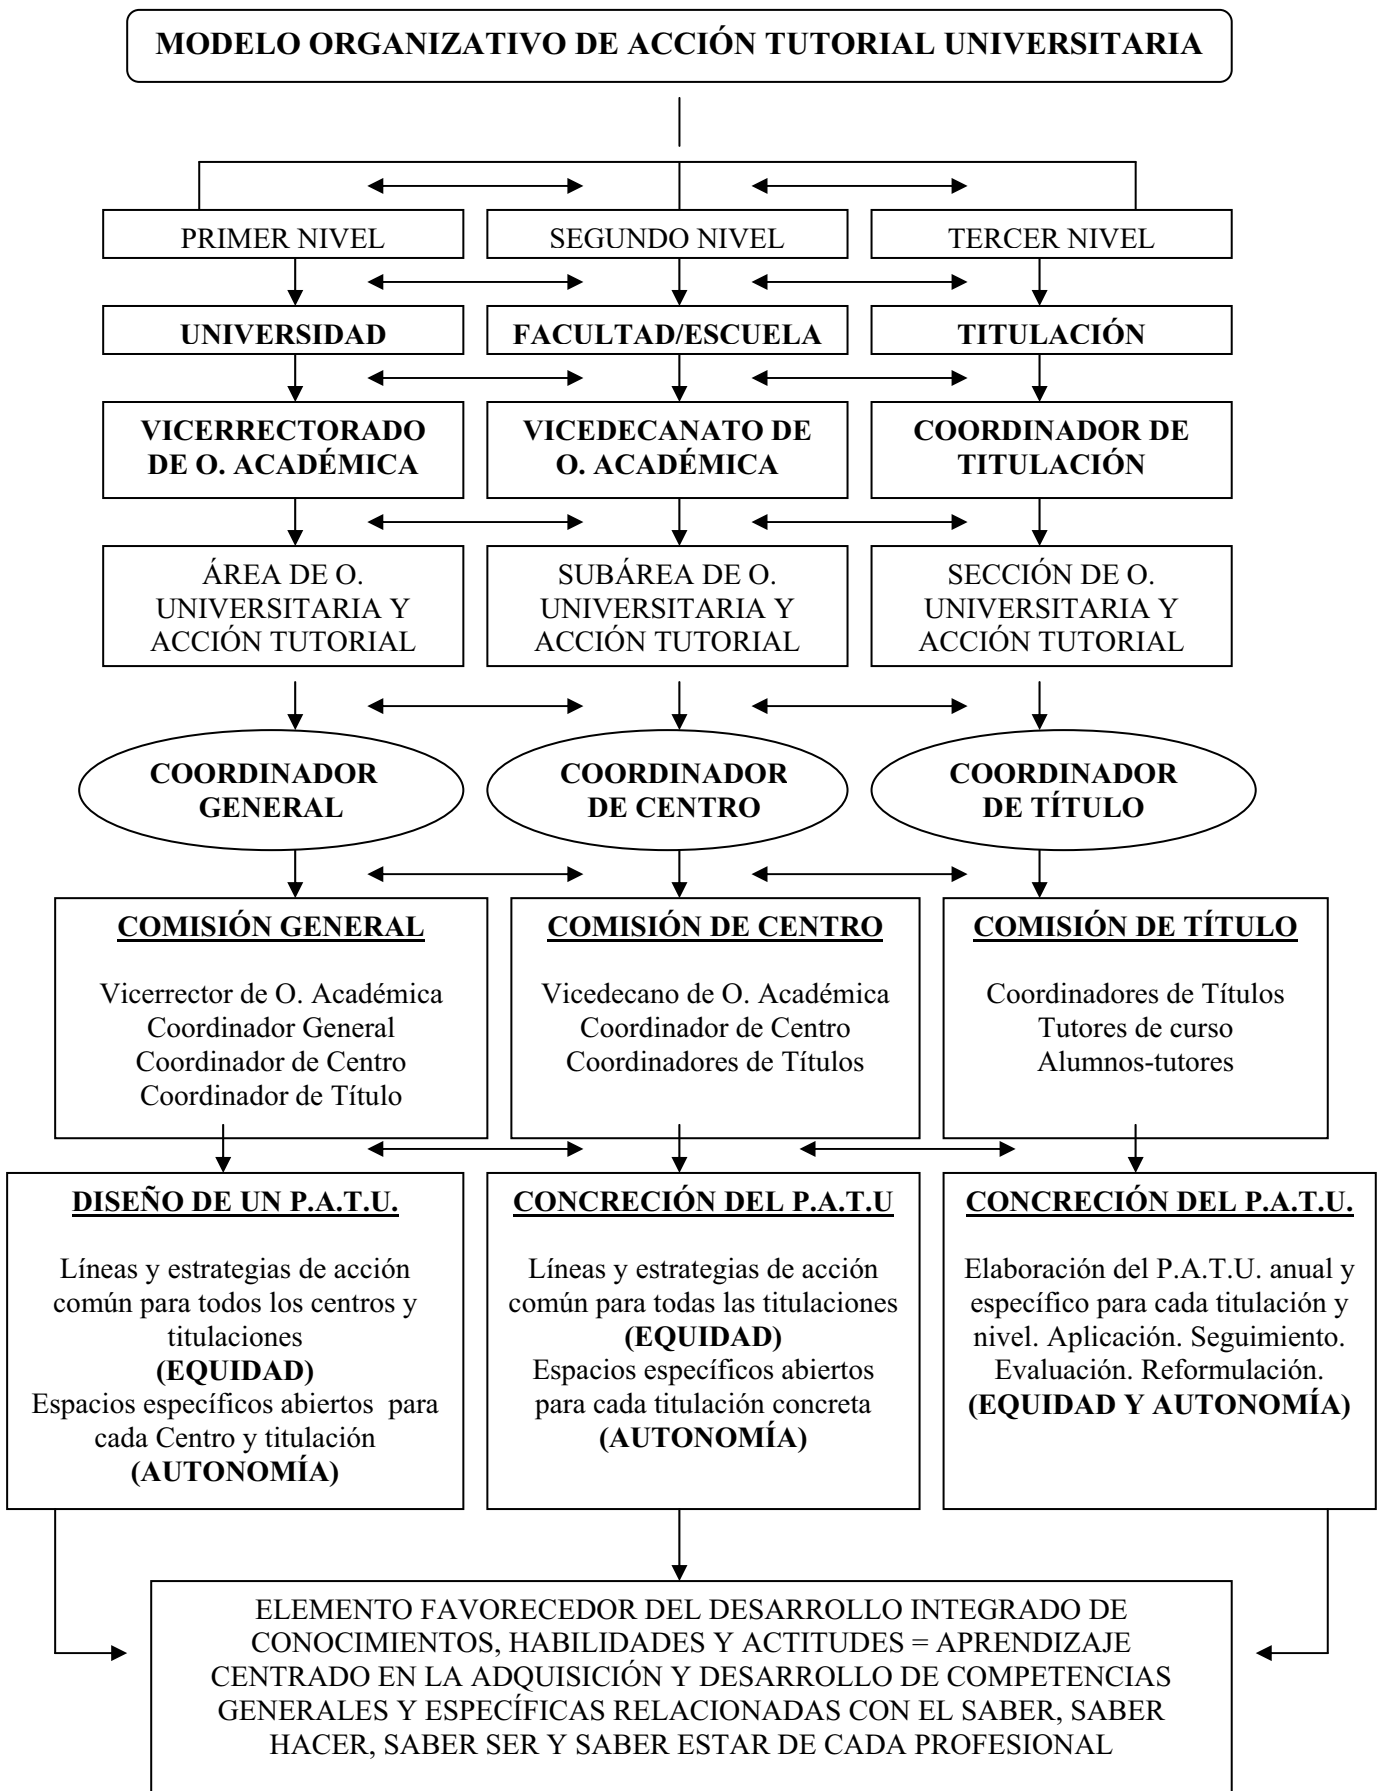 MODELO ORGANIZATIVO DE ACCIÓN TUTORIAL UNIVERSITARIA
PRIMER NIVEL
SEGUNDO NIVEL
TERCER NIVEL
UNIVERSIDAD
FACULTAD/ESCUELA
TITULACIÓN
VICERRECTORADO
DE O. ACADÉMICA
VICEDECANATO DE
O. ACADÉMICA
COORDINADOR DE
TITULACIÓN
ÁREA DE O.
UNIVERSITARIA Y
ACCIÓN TUTORIAL
SUBÁREA DE O.
UNIVERSITARIA Y
ACCIÓN TUTORIAL
SECCIÓN DE O.
UNIVERSITARIA Y
ACCIÓN TUTORIAL
COORDINADOR
GENERAL
COORDINADOR
DE CENTRO
COORDINADOR
DE TÍTULO
COMISIÓN GENERAL
Vicerrector de O. Académica
Coordinador General
Coordinador de Centro
Coordinador de Título
COMISIÓN DE CENTRO
Vicedecano de O. Académica
Coordinador de Centro
Coordinadores de Títulos
COMISIÓN DE TÍTULO
Coordinadores de Títulos
Tutores de curso
Alumnos-tutores
DISEÑO DE UN P.A.T.U.
Líneas y estrategias de acción
común para todos los centros y
titulaciones
(EQUIDAD)
Espacios específicos abiertos para
cada Centro y titulación
(AUTONOMÍA)
CONCRECIÓN DEL P.A.T.U
Líneas y estrategias de acción
común para todas las titulaciones
(EQUIDAD)
Espacios específicos abiertos
para cada titulación concreta
(AUTONOMÍA)
CONCRECIÓN DEL P.A.T.U.
Elaboración del P.A.T.U. anual y
específico para cada titulación y
nivel. Aplicación. Seguimiento.
Evaluación. Reformulación.
(EQUIDAD Y AUTONOMÍA)
ELEMENTO FAVORECEDOR DEL DESARROLLO INTEGRADO DE
CONOCIMIENTOS, HABILIDADES Y ACTITUDES = APRENDIZAJE
CENTRADO EN LA ADQUISICIÓN Y DESARROLLO DE COMPETENCIAS
GENERALES Y ESPECÍFICAS RELACIONADAS CON EL SABER, SABER
HACER, SABER SER Y SABER ESTAR DE CADA PROFESIONAL